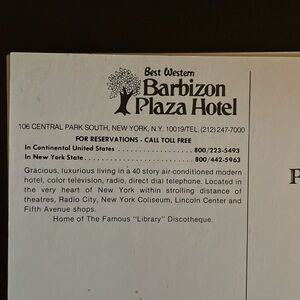 Best Western
Barbizon
Plaza Hotel
106 CENTRAL PARK SOUTH, NEW YORK, N.Y. 10019/TEL. (212) 247-7000
FOR RESERVATIONS - CALL TOLL FREE
In Continental United States . . . . . . . . . . . . . . . . . . 800/223-5493
In New York State . . . . . . . . . . . . . . . . . . . . . . . . . . 800/442-5963
Gracious, luxurious living in a 40 story air-conditioned modern
hotel, color television, radio, direct dial telephone. Located in
the very heart of New York within strolling distance of
theatres, Radio City, New York Coliseum, Lincoln Center and
Fifth Avenue shops.
Home of The Famous "Library" Discotheque.
P